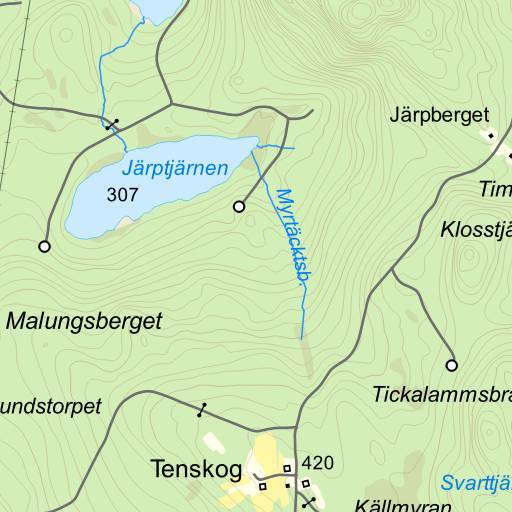 Järpberget
Järptjärnen
307
Tim
Myrtäcktsb.
Klosstjä
Malungsberget
Tickalammsbra
undstorpet
Tenskog
420
Svarttjä
Källmyran